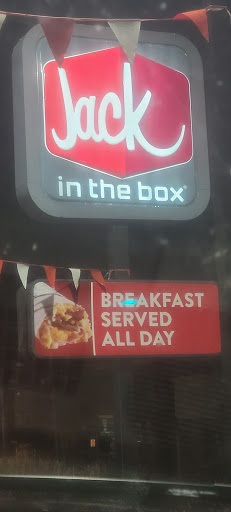 Jack
in the box®
BREAKFAST
SERVED
ALL DAY